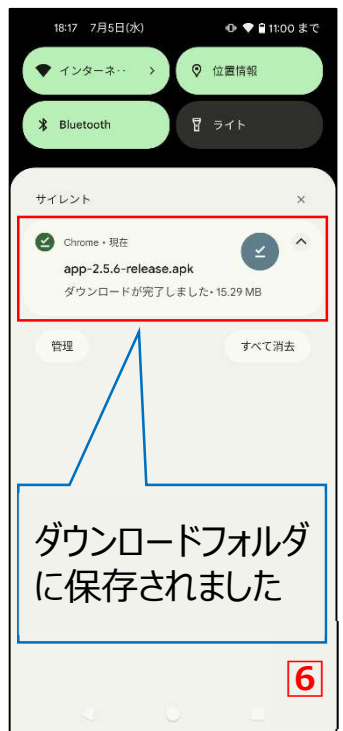 18:17 7月5日(水) 11:00 まで
インターネ‥ 位置情報
Bluetooth ライト
サイレント ×
Chrome・現在
app-2.5.6-release.apk
ダウンロードが完了しました・15.29 MB
管理 すべて消去
ダウンロードフォルダ
に保存されました
6